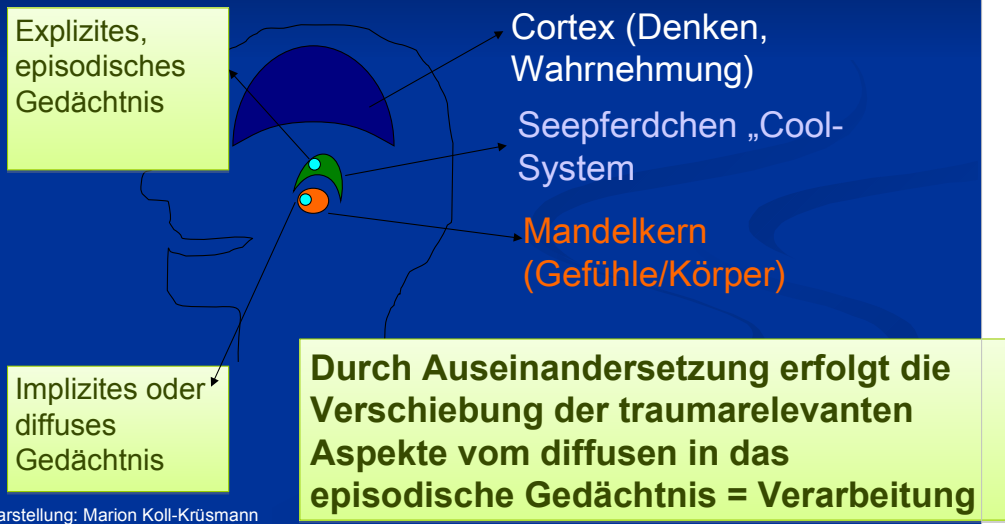 Explizites,
episodisches
Gedächtnis
Cortex (Denken,
Wahrnehmung)
Seepferdchen „Cool-
System
Mandelkern
(Gefühle/Körper)
Implizites oder
diffuses
Gedächtnis
Durch Auseinandersetzung erfolgt die
Verschiebung der traumarelevanten
Aspekte vom diffusen in das
episodische Gedächtnis = Verarbeitung
arstellung: Marion Koll-Krüsmann